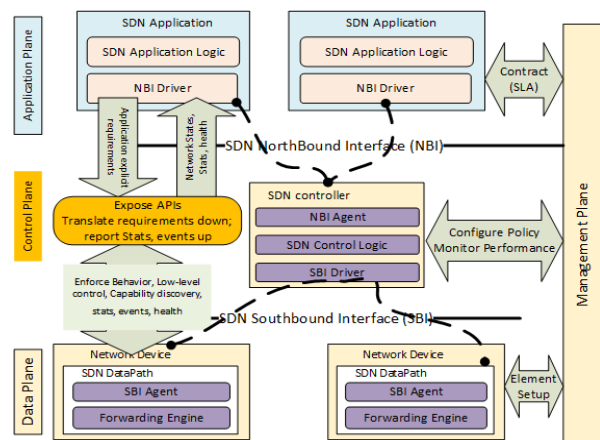 Application Plane
SDN Application
SDN Application Logic
NBI Driver
SDN Application
SDN Application Logic
NBI Driver
Contract
(SLA)
Application explicit
requirements
Network States,
Stats, health
SDN NorthBound Interface (NBI)
Control Plane
Expose APIs
Translate requirements down;
report Stats, events up
SDN controller
NBI Agent
SDN Control Logic
SBI Driver
Configure Policy
Monitor Performance
Management Plane
Enforce Behavior, Low-level
control, Capability discovery,
stats, events, health
SDN Southbound Interface (SBI)
Data Plane
Network Device
SDN DataPath
SBI Agent
Forwarding Engine
Network Device
SDN DataPath
SBI Agent
Forwarding Engine
Element
Setup